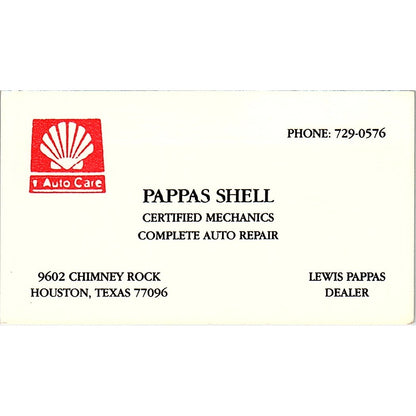 PHONE: 729-0576
Auto Care
PAPPAS SHELL
CERTIFIED MECHANICS
COMPLETE AUTO REPAIR
9602 CHIMNEY ROCK
HOUSTON, TEXAS 77096
LEWIS PAPPAS
DEALER